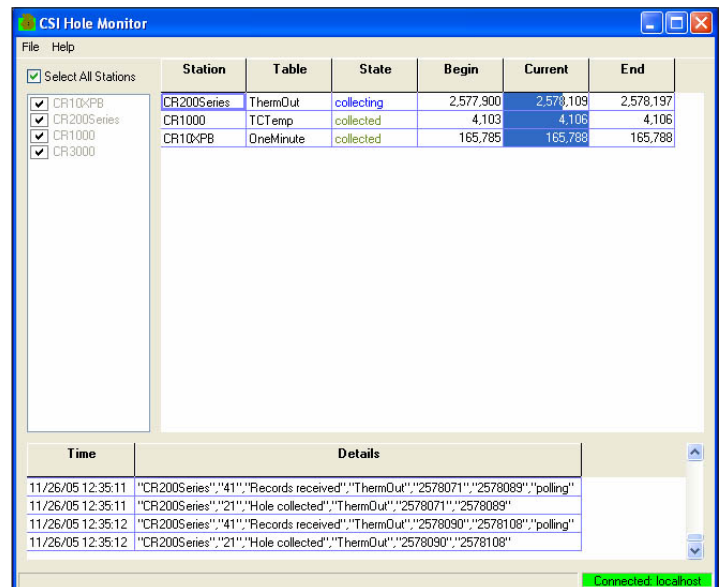 CSI Hole Monitor
File Help
Select All Stations
CR10XPB
CR200Series
CR1000
CR3000
Station Table State Begin Current End
CR200Series ThermOut collecting 2,577,900 2,578,109 2,578,197
CR1000 TCTemp collected 4,103 4,106 4,106
CR10XPB OneMinute collected 165,785 165,788 165,788
Time Details
11/26/05 12:35:11 "CR200Series","41","Records received","ThermOut","2578071","2578089","polling"
11/26/05 12:35:11 "CR200Series","21","Hole collected","ThermOut","2578071","2578089"
11/26/05 12:35:12 "CR200Series","41","Records received","ThermOut","2578090","2578108","polling"
11/26/05 12:35:12 "CR200Series","21","Hole collected","ThermOut","2578090","2578108"
Connected: localhost